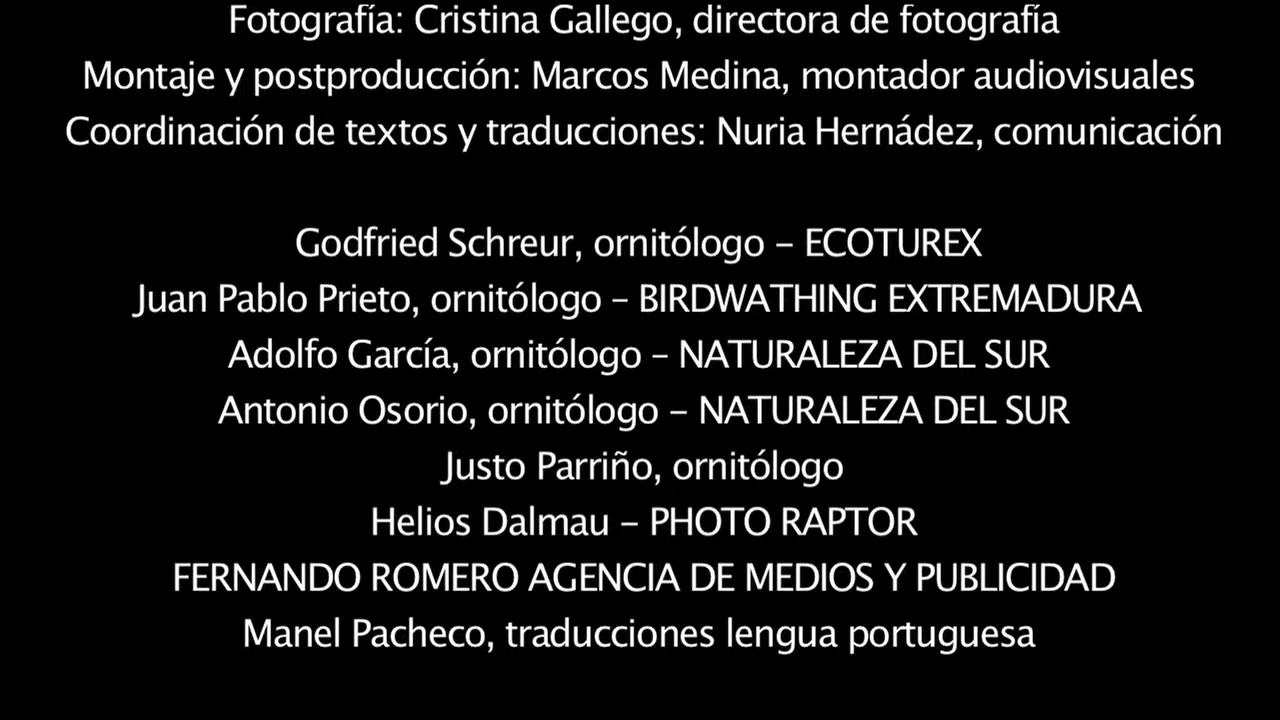 Fotografía: Cristina Gallego, directora de fotografía
Montaje y postproducción: Marcos Medina, montador audiovisuales
Coordinación de textos y traducciones: Nuria Hernádez, comunicación
Godfried Schreur, ornitólogo – ECOTUREX
Juan Pablo Prieto, ornitólogo – BIRDWATHING EXTREMADURA
Adolfo García, ornitólogo – NATURALEZA DEL SUR
Antonio Osorio, ornitólogo – NATURALEZA DEL SUR
Justo Parriño, ornitólogo
Helios Dalmau – PHOTO RAPTOR
FERNANDO ROMERO AGENCIA DE MEDIOS Y PUBLICIDAD
Manel Pacheco, traducciones lengua portuguesa